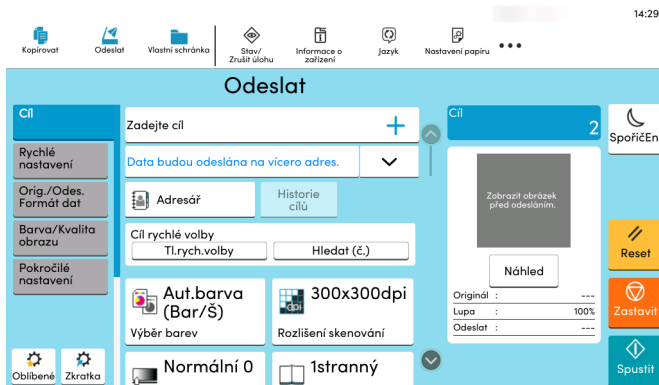 14:29
Kopírovat
Odeslat
Vlastní schránka
Stav/
Zrušit úlohu
Informace o
zařízení
Jazyk
Nastavení papíru
Odeslat
Cíl
Rychlé
nastavení
Orig./Odes.
Formát dat
Barva/Kvalita
obrazu
Pokročilé
nastavení
Oblíbené
Zkratka
Zadejte cíl
Data budou odeslána na vícero adres.
Adresář
Historie
cílů
Cíl rychlé volby
Tl.rych.volby
Hledat (č.)
Aut.barva
(Bar/Š)
Výběr barev
300x300dpi
dpi
Rozlišení skenování
Normální 0
1stranný
Cíl
2
Zobrazit obrázek
před odesláním.
Náhled
Originál : ---
Lupa : 100%
Odeslat : ---
SpořičEn
Reset
Zastavit
Spustit